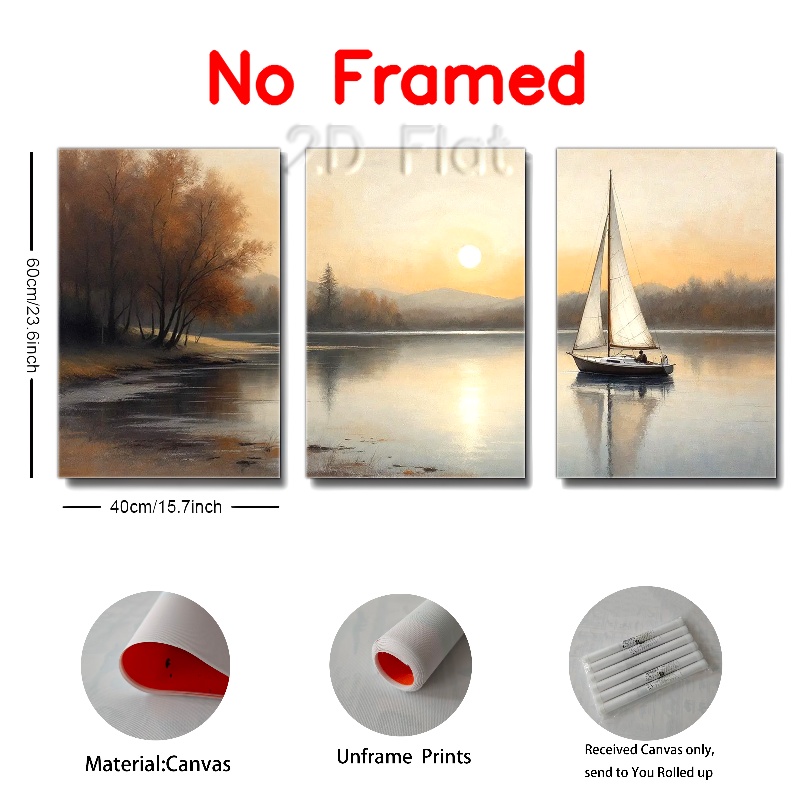 No Framed
2.D Flat
60cm/23.6inch
40cm/15.7inch
Material:Canvas
Unframe Prints
Received Canvas only,
send to You Rolled up